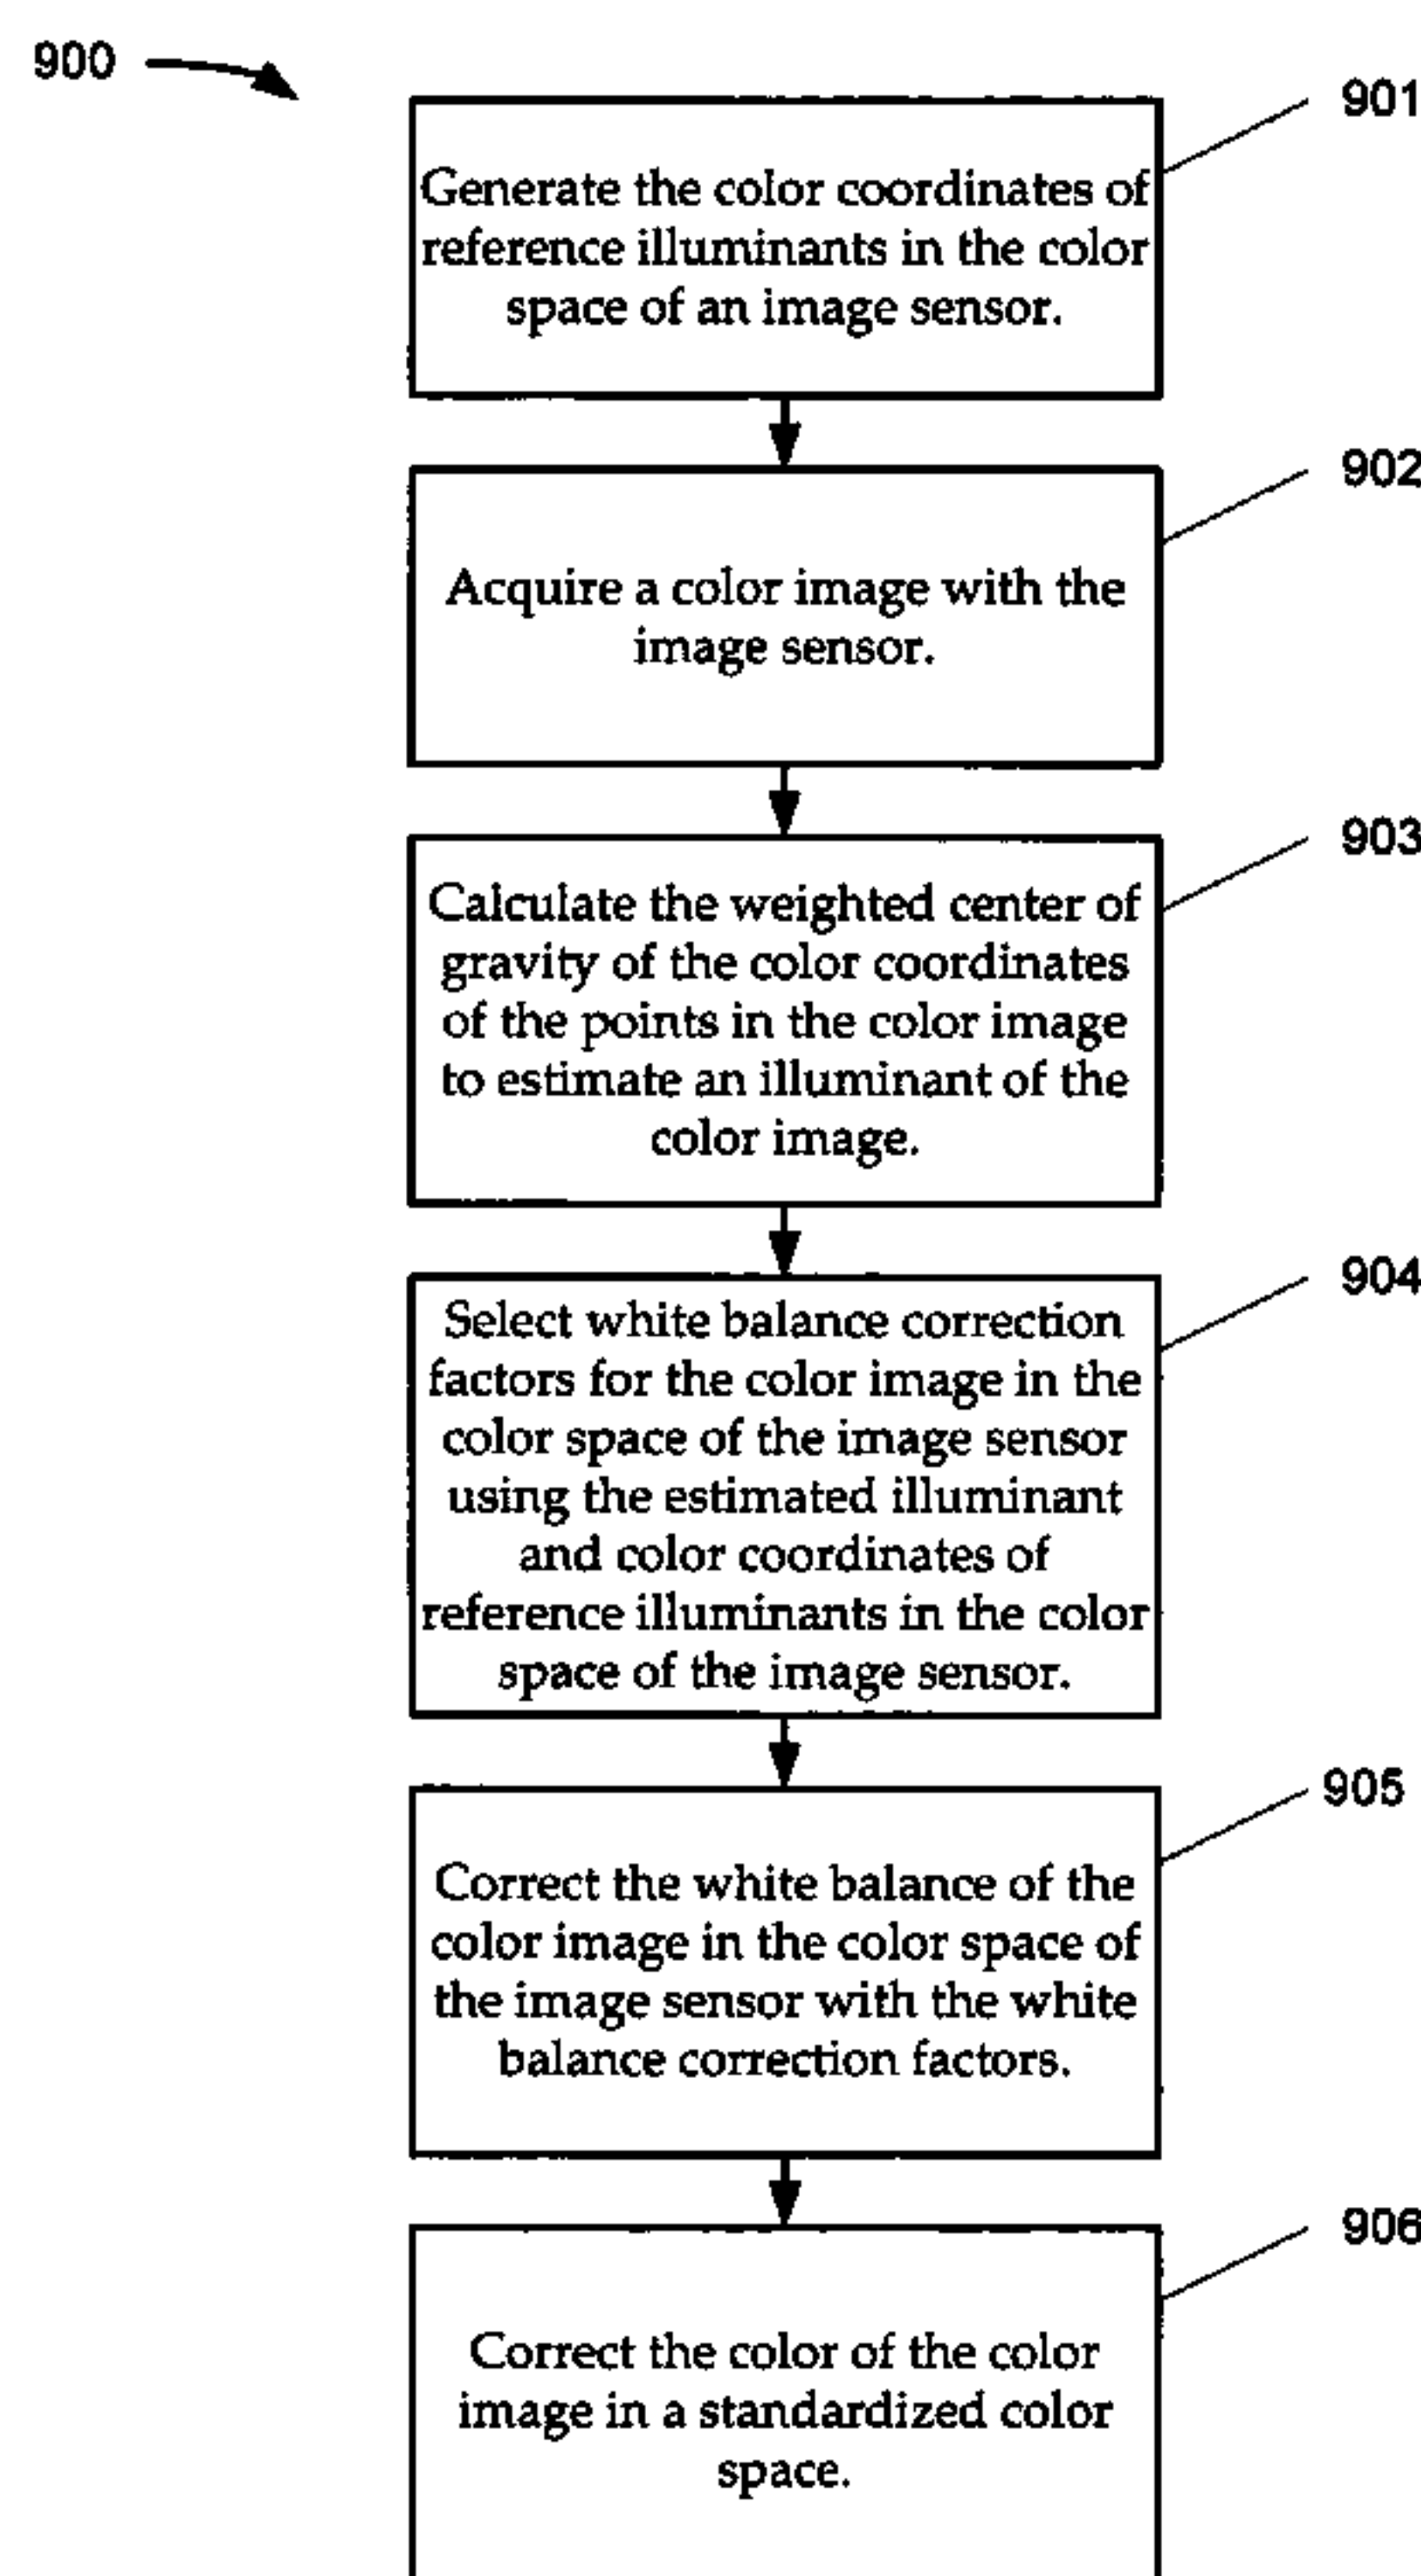 900
901
Generate the color coordinates of
reference illuminants in the color
space of an image sensor.
902
Acquire a color image with the
image sensor.
903
Calculate the weighted center of
gravity of the color coordinates
of the points in the color image
to estimate an illuminant of the
color image.
904
Select white balance correction
factors for the color image in the
color space of the image sensor
using the estimated illuminant
and color coordinates of
reference illuminants in the color
space of the image sensor.
905
Correct the white balance of the
color image in the color space of
the image sensor with the white
balance correction factors.
906
Correct the color of the color
image in a standardized color
space.